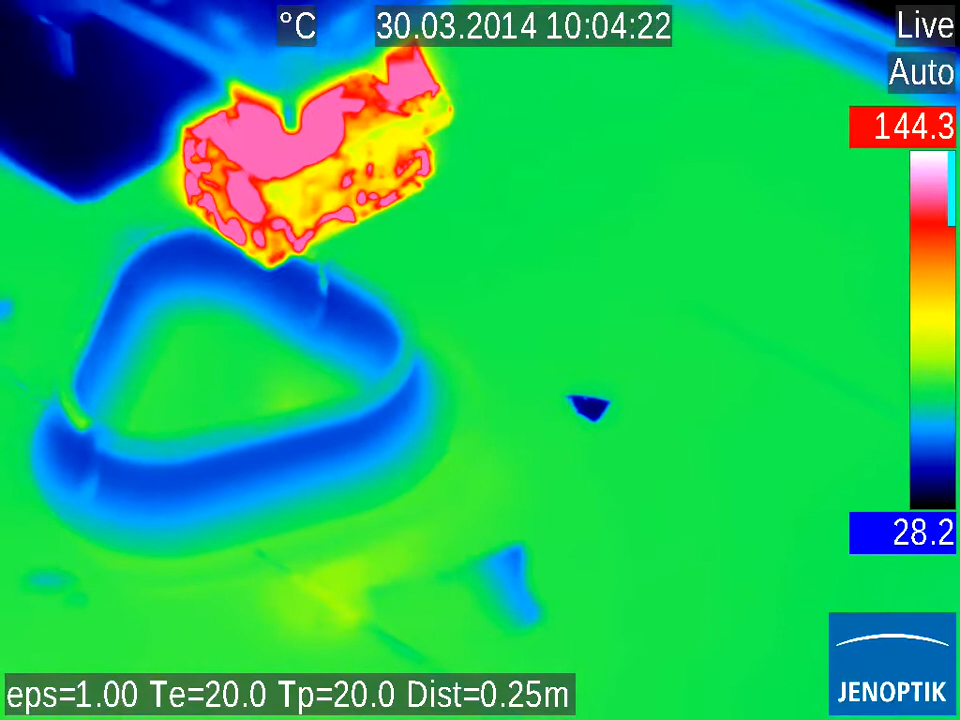 °C
30.03.2014 10:04:22
Live
Auto
144.3
28.2
eps=1.00 Te=20.0 Tp=20.0 Dist=0.25m
JENOPTIK